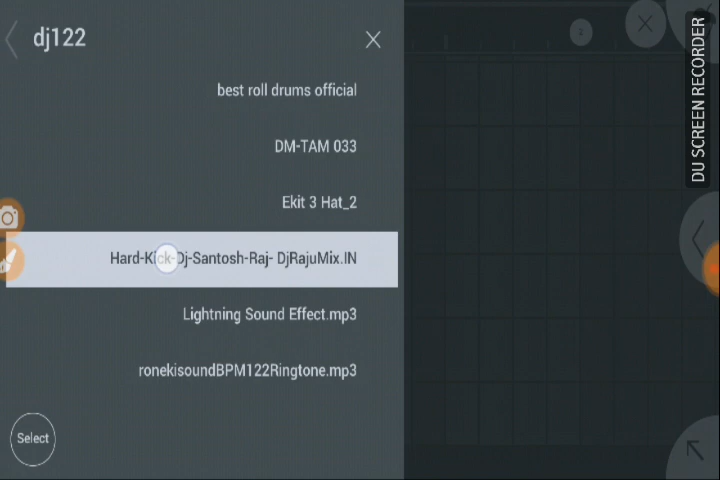 dj122
best roll drums official
DM-TAM 033
Ekit 3 Hat_2
Hard-Kick-Dj-Santosh-Raj- DjRajuMix.IN
Lightning Sound Effect.mp3
ronekisoundBPM122Ringtone.mp3
Select
DU SCREEN RECORDER